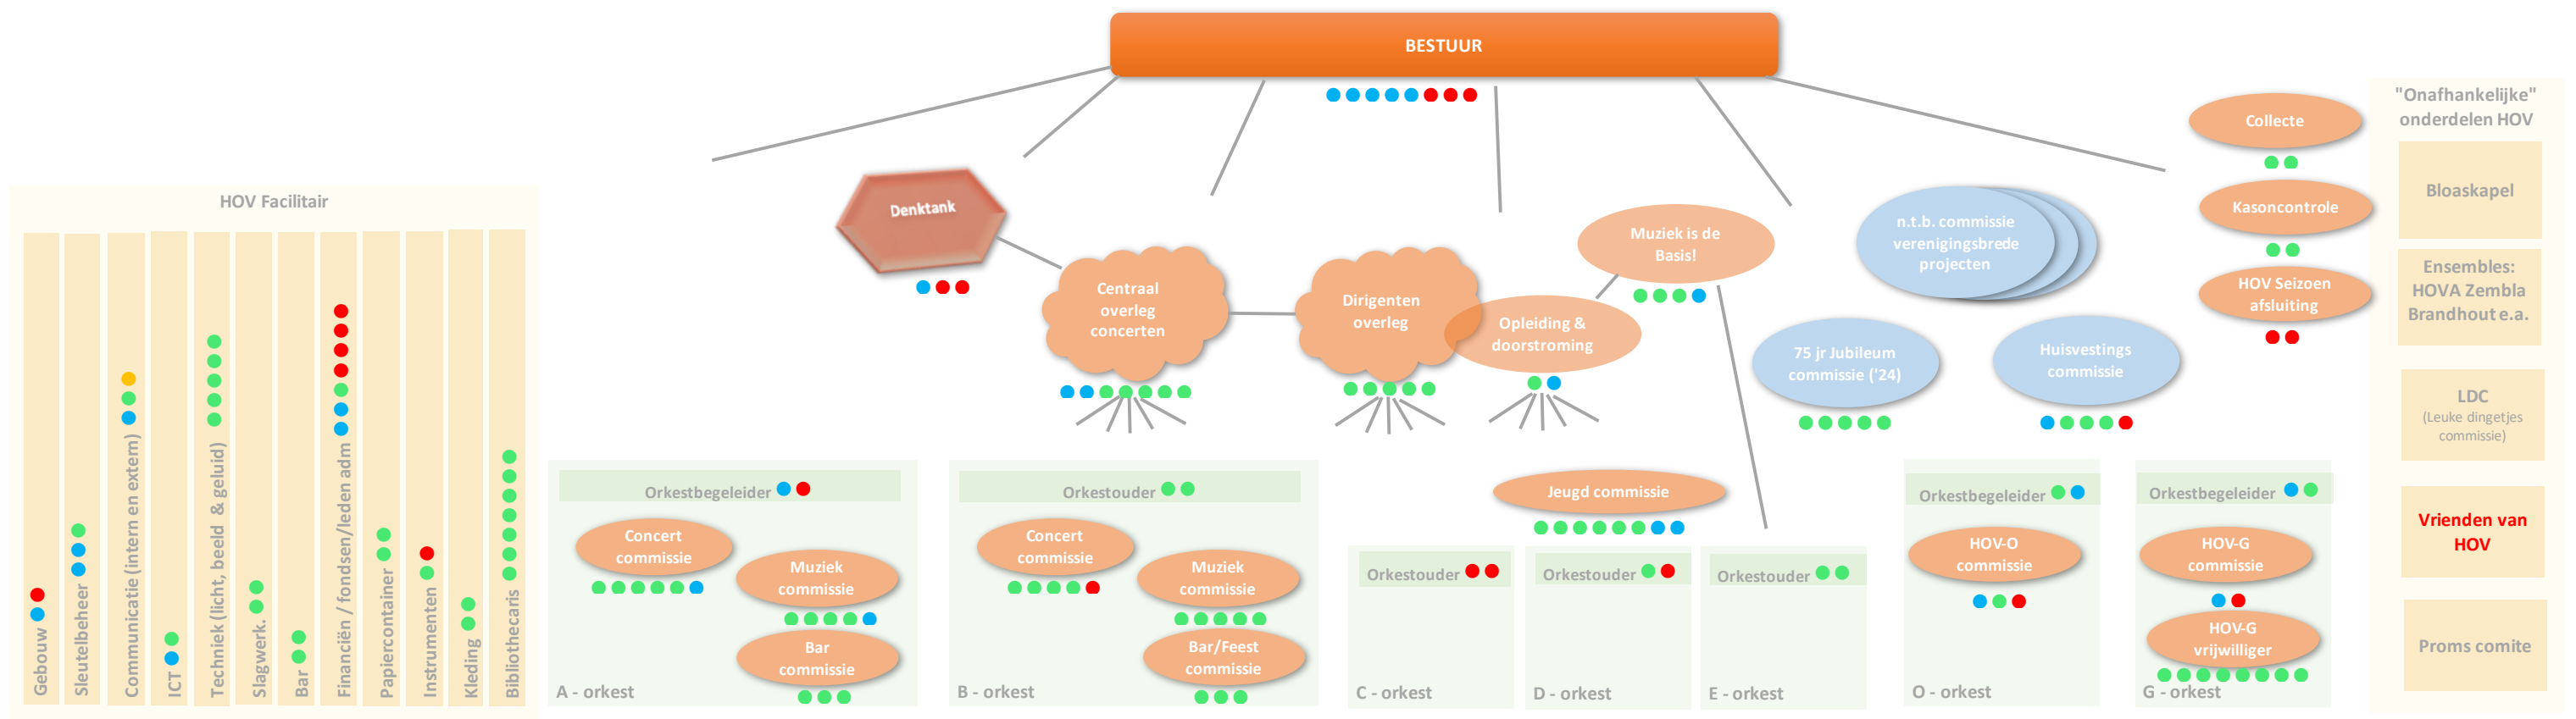 BESTUUR
"Onafhankelijke"
onderdelen HOV
Collecte
Kasoncontrole
HOV Seizoen
afsluiting
Bloaskapel
Ensembles:
HOVA Zembla
Brandhout e.a.
LDC
(Leuke dingetjes
commissie)
Vrienden van
HOV
Proms comite
HOV Facilitair
Gebouw
Sleutelbeheer
Communicatie (intern en extern)
ICT
Techniek (licht, beeld & geluid)
Slagwerk.
Bar
Financiën / fondsen/leden adm
Papiercontainer
Instrumenten
Kleding
Bibliothecaris
Denktank
Centraal
overleg
concerten
Dirigenten
overleg
Muziek is de
Basis!
Opleiding &
doorstroming
n.t.b. commissie
verenigingsbrede
projecten
75 jr Jubileum
commissie ('24)
Huisvestings
commissie
Orkestbegeleider
Concert
commissie
Muziek
commissie
Bar
commissie
A - orkest
Orkestouder
Concert
commissie
Muziek
commissie
Bar/Feest
commissie
B - orkest
Jeugd commissie
Orkestouder
C - orkest
Orkestouder
D - orkest
Orkestouder
E - orkest
Orkestbegeleider
HOV-O
commissie
O - orkest
Orkestbegeleider
HOV-G
commissie
HOV-G
vrijwilliger
G - orkest